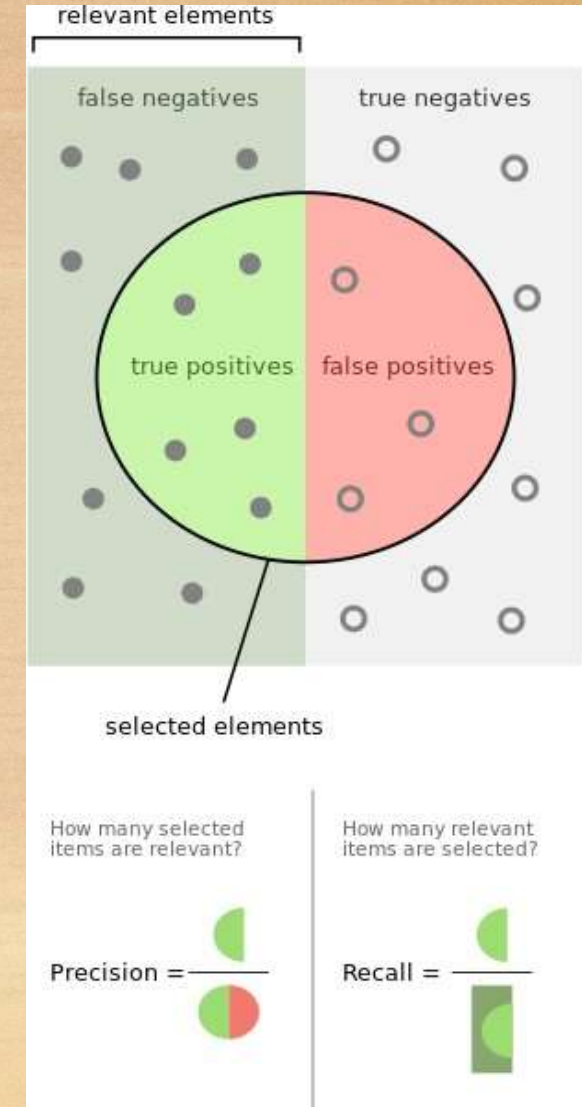 relevant elements
false negatives
true negatives
true positives
false positives
selected elements
How many selected
items are relevant?
Precision =
How many relevant
items are selected?
Recall =